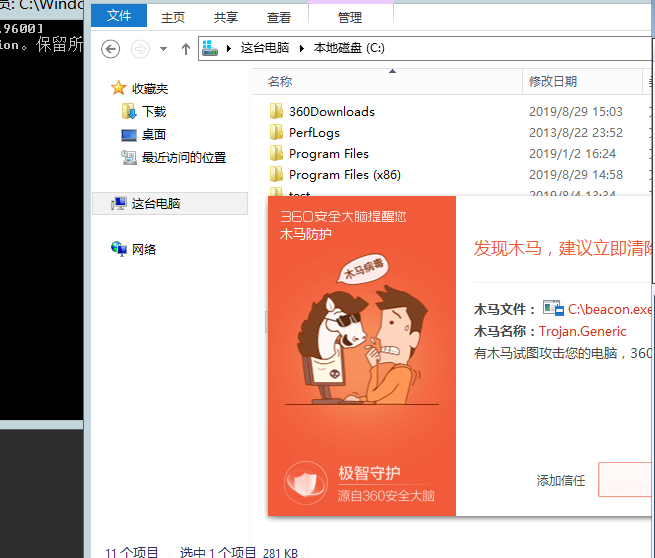 员: C:\Windo
.9600]
ion。保留所
文件 主页 共享 查看 管理
这台电脑 本地磁盘 (C:)
收藏夹
下载
桌面
最近访问的位置
这台电脑
网络
名称 修改日期
360Downloads 2019/8/29 15:03
PerfLogs 2013/8/22 23:52
Program Files 2019/1/2 16:24
Program Files (x86) 2019/8/29 14:58
test 2019/8/4 13:34
360安全大脑提醒您
木马防护
木马病毒
极智守护
源自360安全大脑
发现木马，建议立即清除
木马文件： C:\beacon.exe
木马名称：Trojan.Generic
有木马试图攻击您的电脑，360
添加信任
11 个项目 选中 1 个项目 281 KB